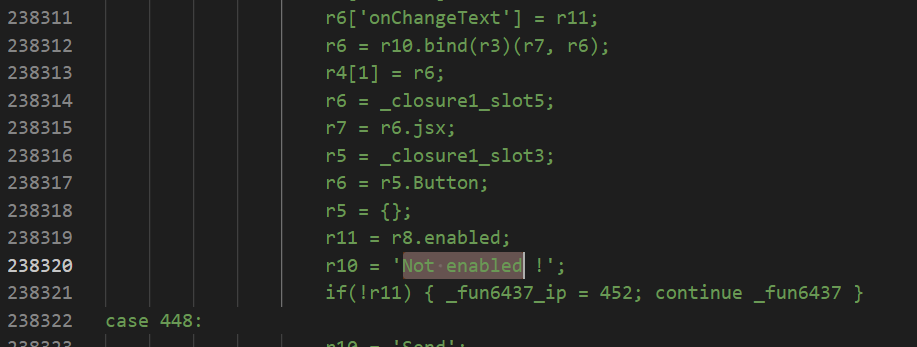 238311 r6['onChangeText'] = r11;
238312 r6 = r10.bind(r3)(r7, r6);
238313 r4[1] = r6;
238314 r6 = _closure1_slot5;
238315 r7 = r6.jsx;
238316 r5 = _closure1_slot3;
238317 r6 = r5.Button;
238318 r5 = {};
238319 r11 = r8.enabled;
238320 r10 = 'Not enabled !';
238321 if(!r11) { _fun6437_ip = 452; continue _fun6437 }
238322 case 448:
238323 r10 = 'Send';